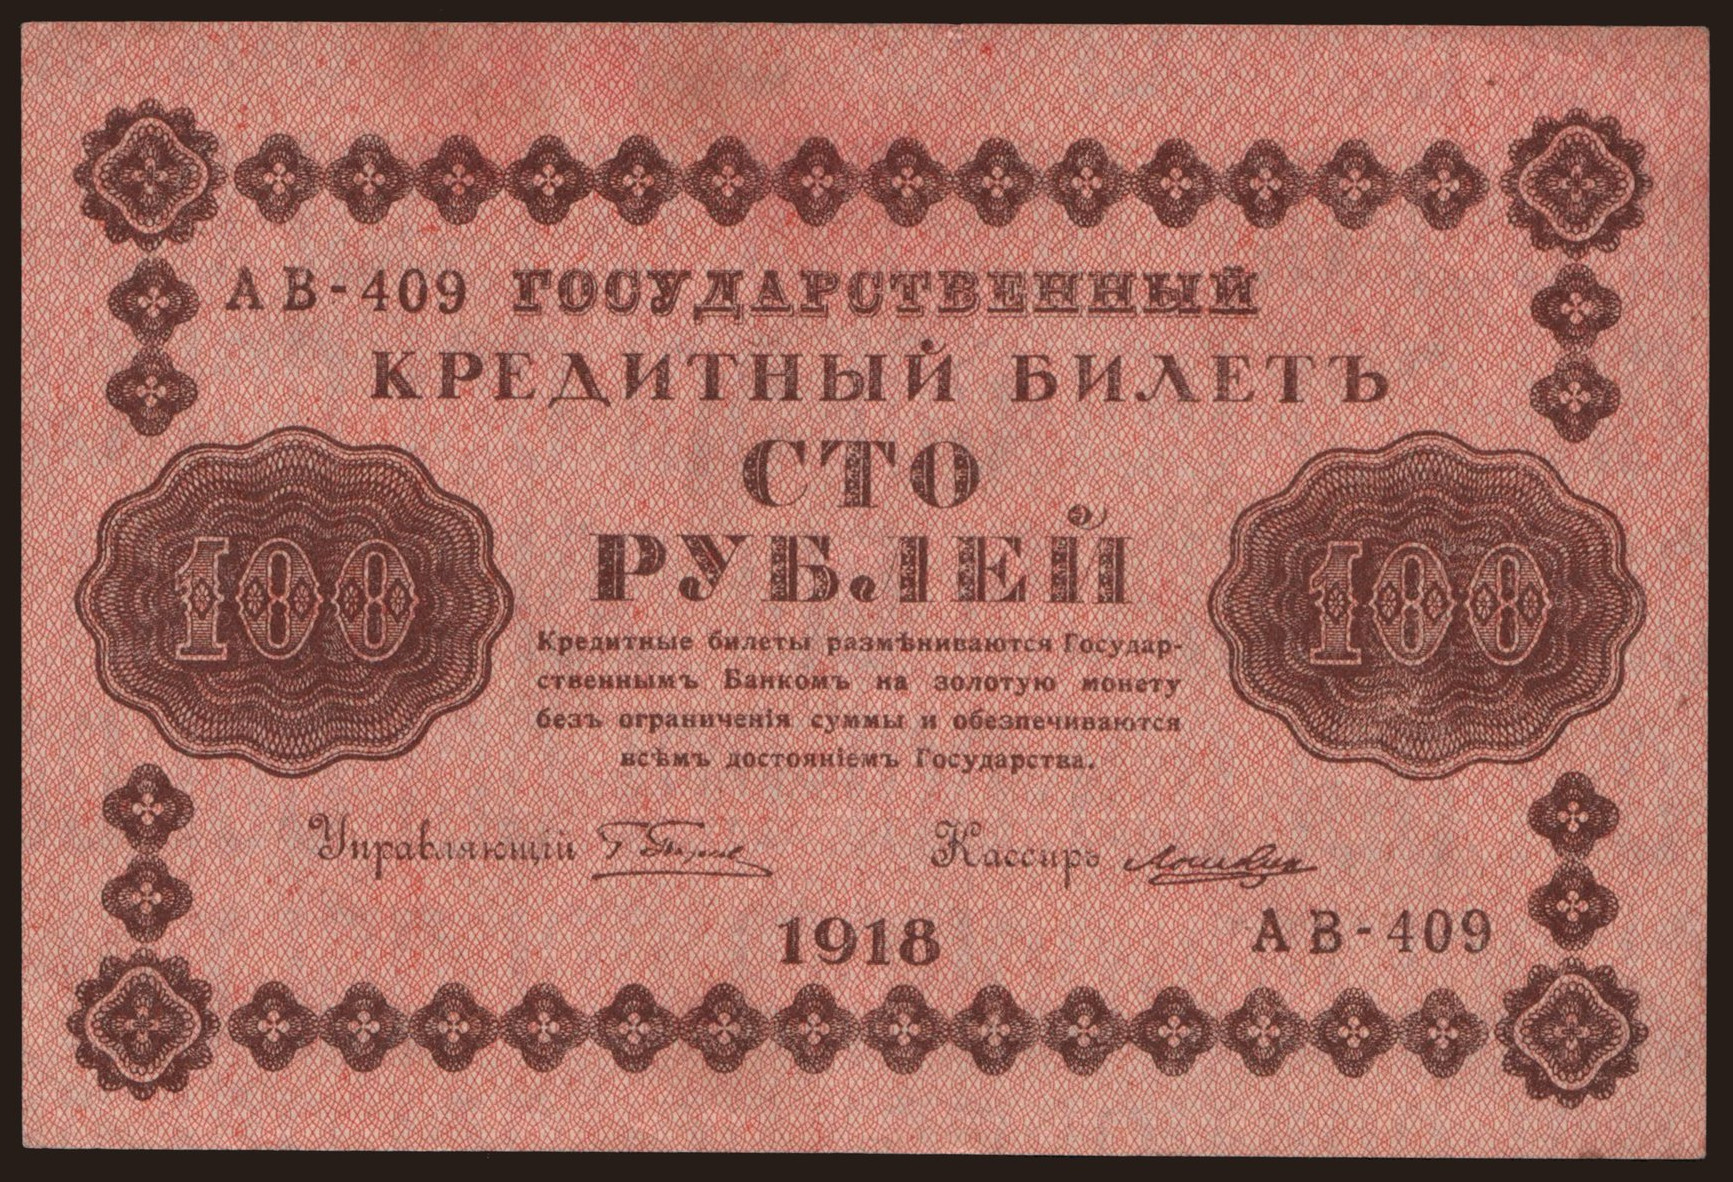 АВ-409 ГОСУДАРСТВЕННЫЙ
КРЕДИТНЫЙ БИЛЕТЪ
СТО
РУБЛЕЙ
100
100
Кредитные билеты размѣниваются Государ-
ственнымъ Банкомъ на золотую монету
безъ ограниченія суммы и обезпечиваются
всѣмъ достояніемъ Государства.
Управляющій
Кассиръ
1918
АВ-409